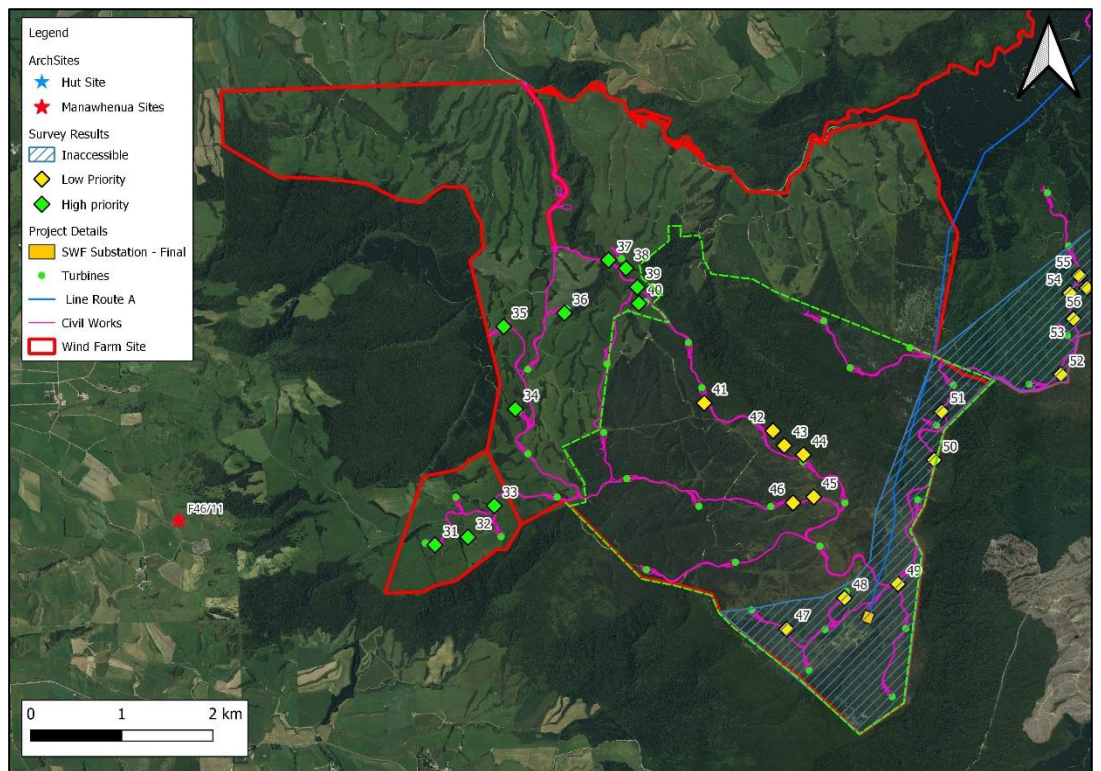 Legend
ArchSites
Hut Site
Manawhenua Sites
Survey Results
Inaccessible
Low Priority
High priority
Project Details
SWF Substation - Final
Turbines
Line Route A
Civil Works
Wind Farm Site
37
38
39
40
36
35
34
33
32
31
41
42
43
44
45
46
47
48
49
50
51
52
53
54
55
56
F46/11
0 1 2 km